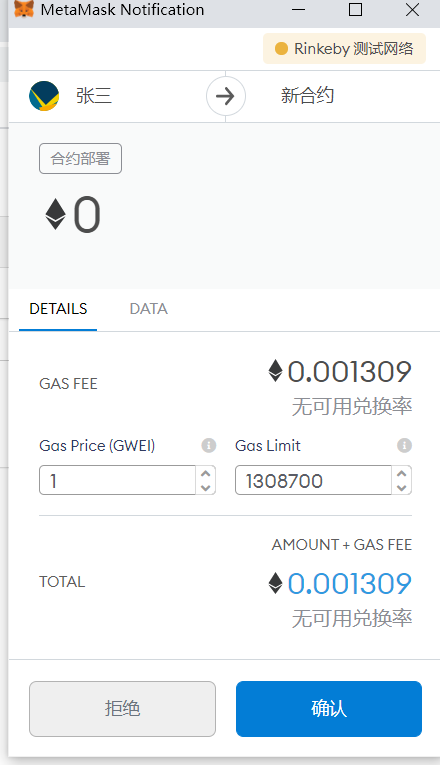 MetaMask Notification
Rinkeby 测试网络
张三 新合约
合约部署
0
DETAILS DATA
GAS FEE 0.001309
无可用兑换率
Gas Price (GWEI) Gas Limit
1 1308700
AMOUNT + GAS FEE
TOTAL 0.001309
无可用兑换率
拒绝 确认